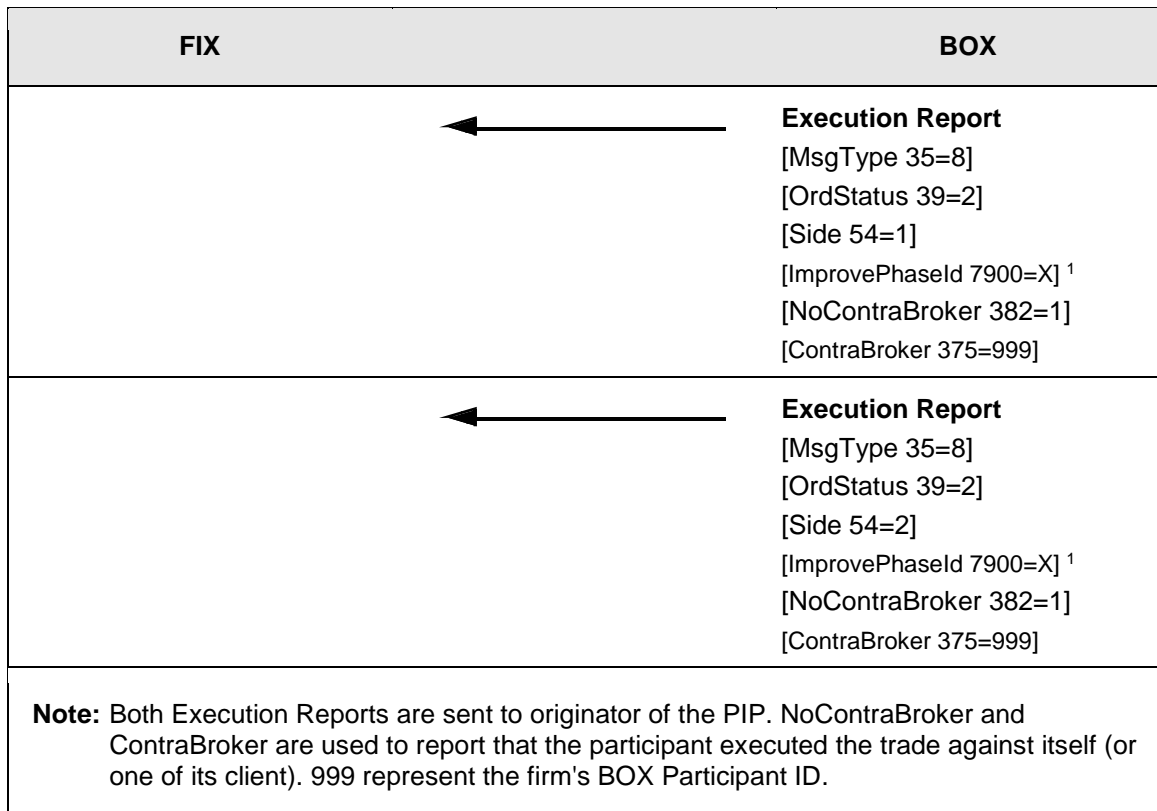 FIX BOX
Execution Report
[MsgType 35=8]
[OrdStatus 39=2]
[Side 54=1]
[ImprovePhaseId 7900=X] 1
[NoContraBroker 382=1]
[ContraBroker 375=999]
Execution Report
[MsgType 35=8]
[OrdStatus 39=2]
[Side 54=2]
[ImprovePhaseId 7900=X] 1
[NoContraBroker 382=1]
[ContraBroker 375=999]
Note: Both Execution Reports are sent to originator of the PIP. NoContraBroker and
ContraBroker are used to report that the participant executed the trade against itself (or
one of its client). 999 represent the firm's BOX Participant ID.